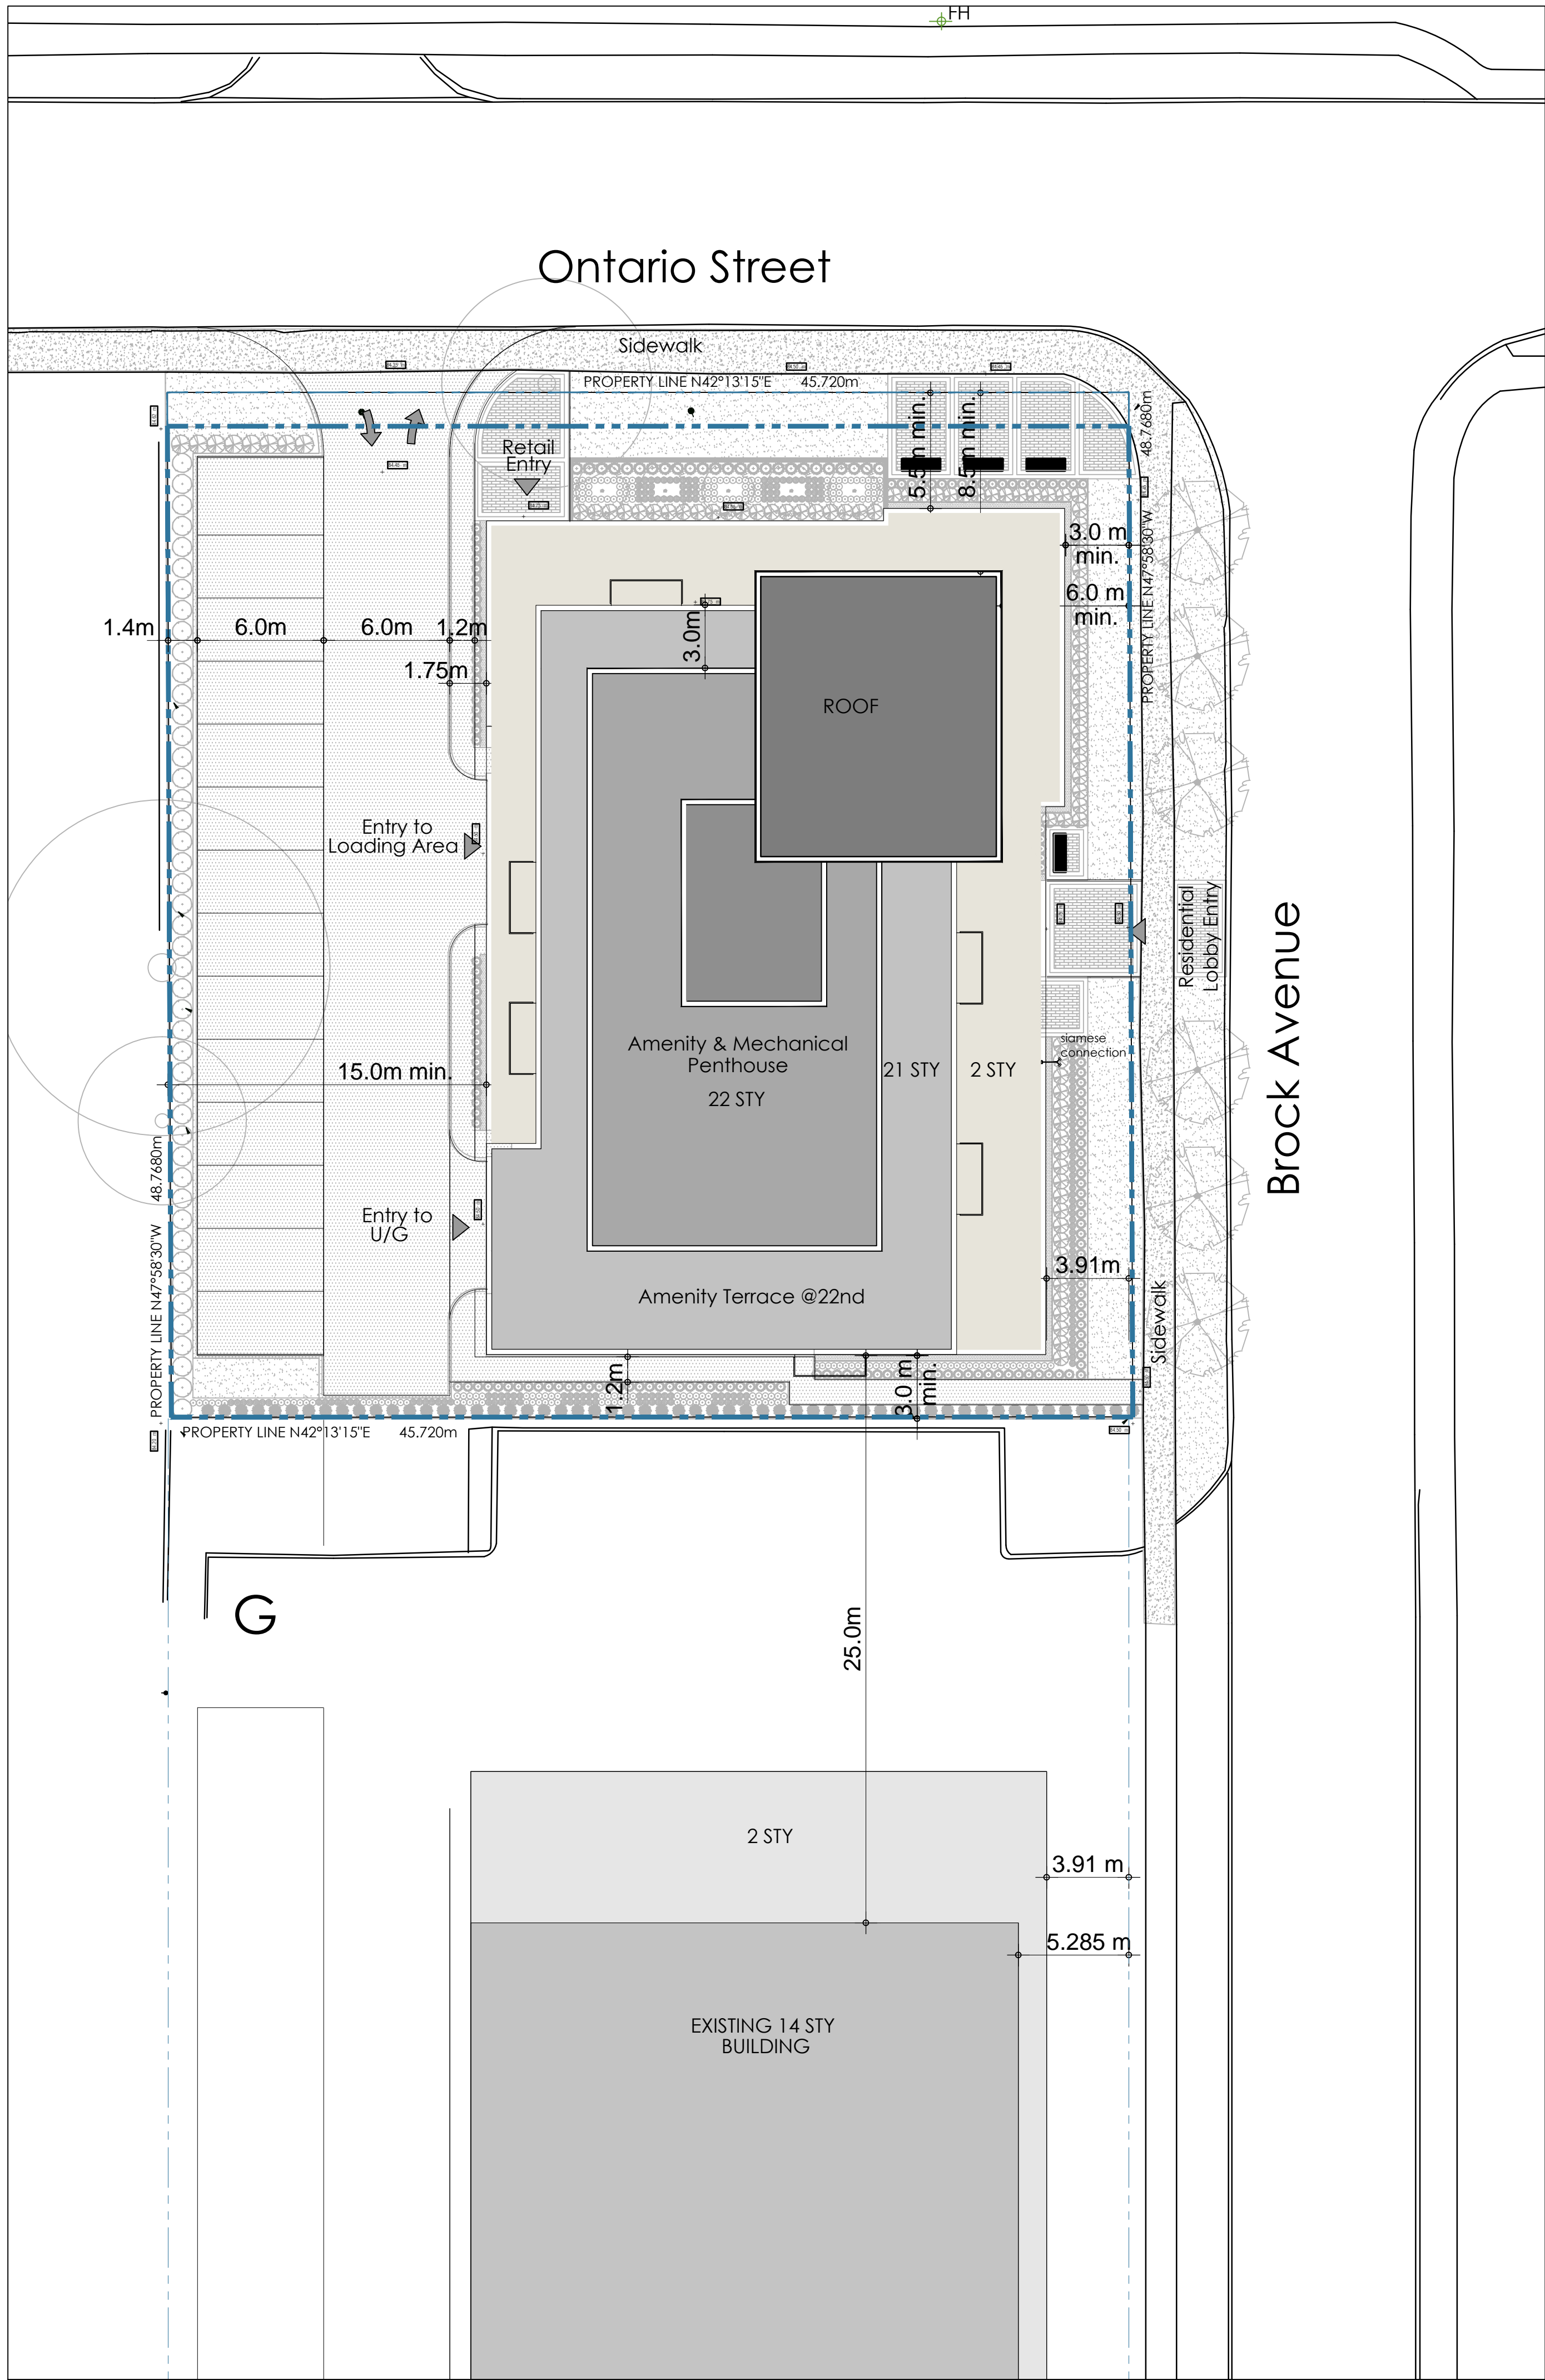 FH
Ontario Street
Sidewalk
PROPERTY LINE N42°13'15"E 45.720m
48.7680m
PROPERTY LINE N47°58'30"W
Retail
Entry
5.5m min.
8.5m min.
3.0 m
min.
6.0 m
min.
1.4m
6.0m
6.0m
1.2m
1.75m
3.0m
ROOF
Entry to
Loading Area
Residential
Lobby Entry
Brock Avenue
siamese
connection
Amenity & Mechanical
Penthouse
22 STY
21 STY
2 STY
15.0m min.
48.7680m
PROPERTY LINE N47°58'30"W
Entry to
U/G
3.91m
Amenity Terrace @22nd
Sidewalk
1.2m
3.0 m
min.
PROPERTY LINE N42°13'15"E 45.720m
G
25.0m
2 STY
3.91 m
5.285 m
EXISTING 14 STY
BUILDING